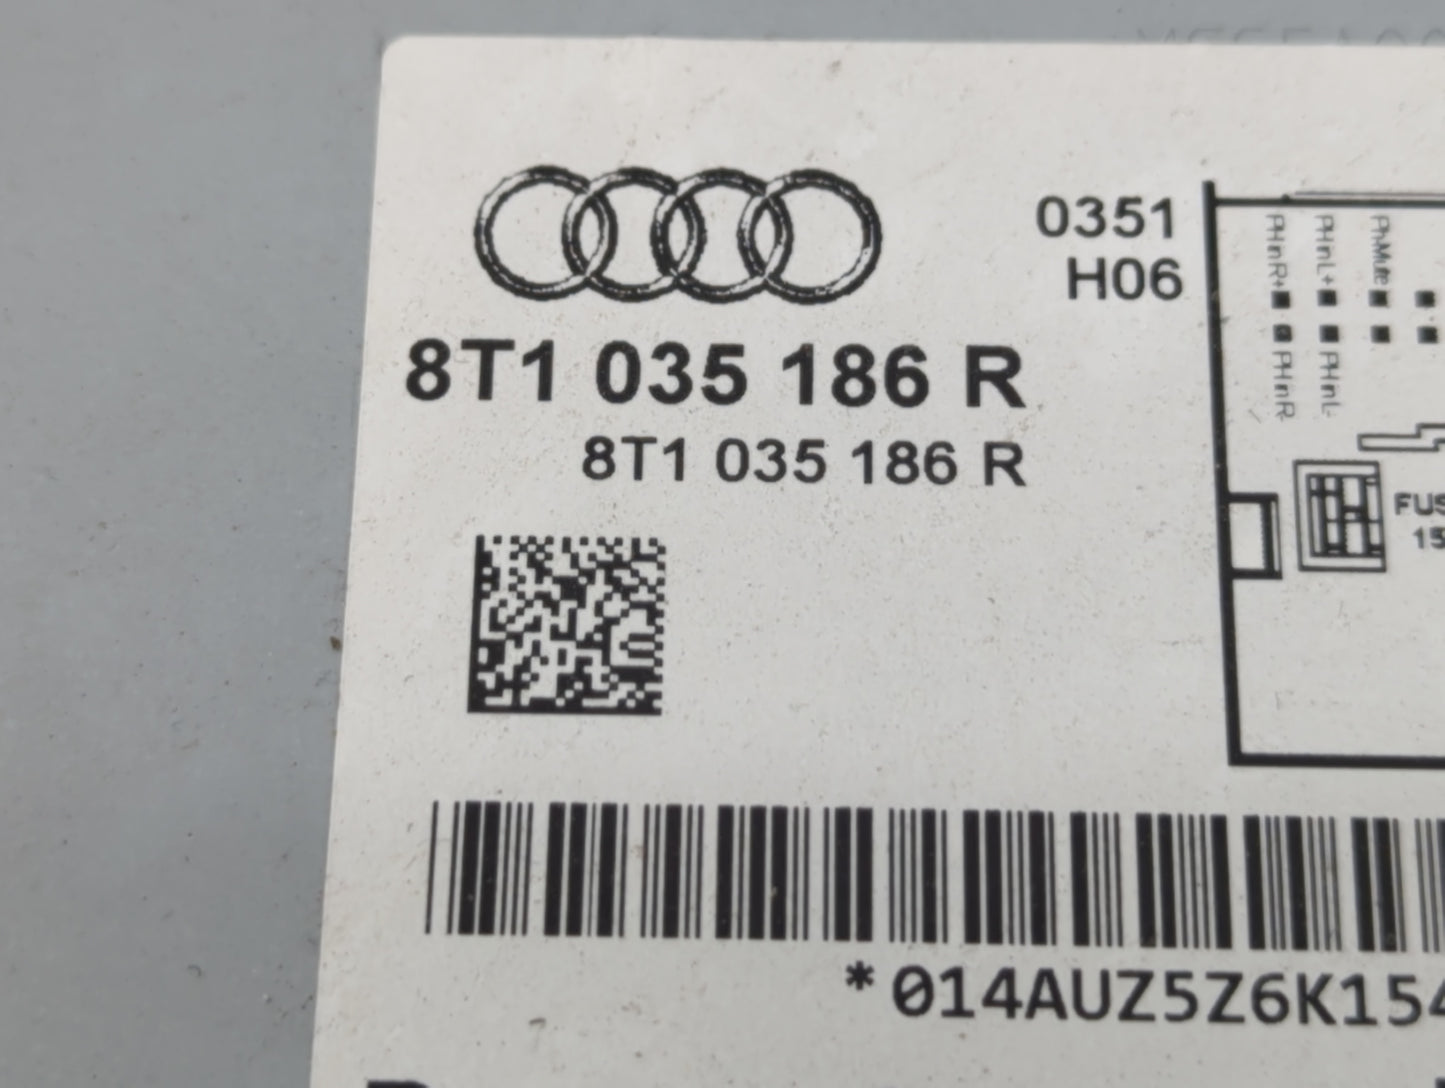 0351
H06
8T1 035 186 R
8T1 035 186 R
PHinR+
PHinL+
PhMute
PHinR-
PHinL-
FUS
15
*014AUZ5Z6K154